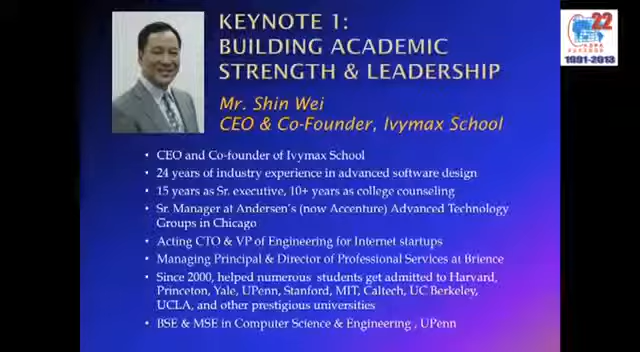 KEYNOTE 1:
BUILDING ACADEMIC
STRENGTH & LEADERSHIP
22
1991-2013
Mr. Shin Wei
CEO & Co-Founder, Ivymax School
• CEO and Co-founder of Ivymax School
• 24 years of industry experience in advanced software design
• 15 years as Sr. executive, 10+ years as college counseling
• Sr. Manager at Andersen's (now Accenture) Advanced Technology
Groups in Chicago
• Acting CTO & VP of Engineering for Internet startups
• Managing Principal & Director of Professional Services at Brience
• Since 2000, helped numerous students get admitted to Harvard,
Princeton, Yale, UPenn, Stanford, MIT, Caltech, UC Berkeley,
UCLA, and other prestigious universities
• BSE & MSE in Computer Science & Engineering , UPenn